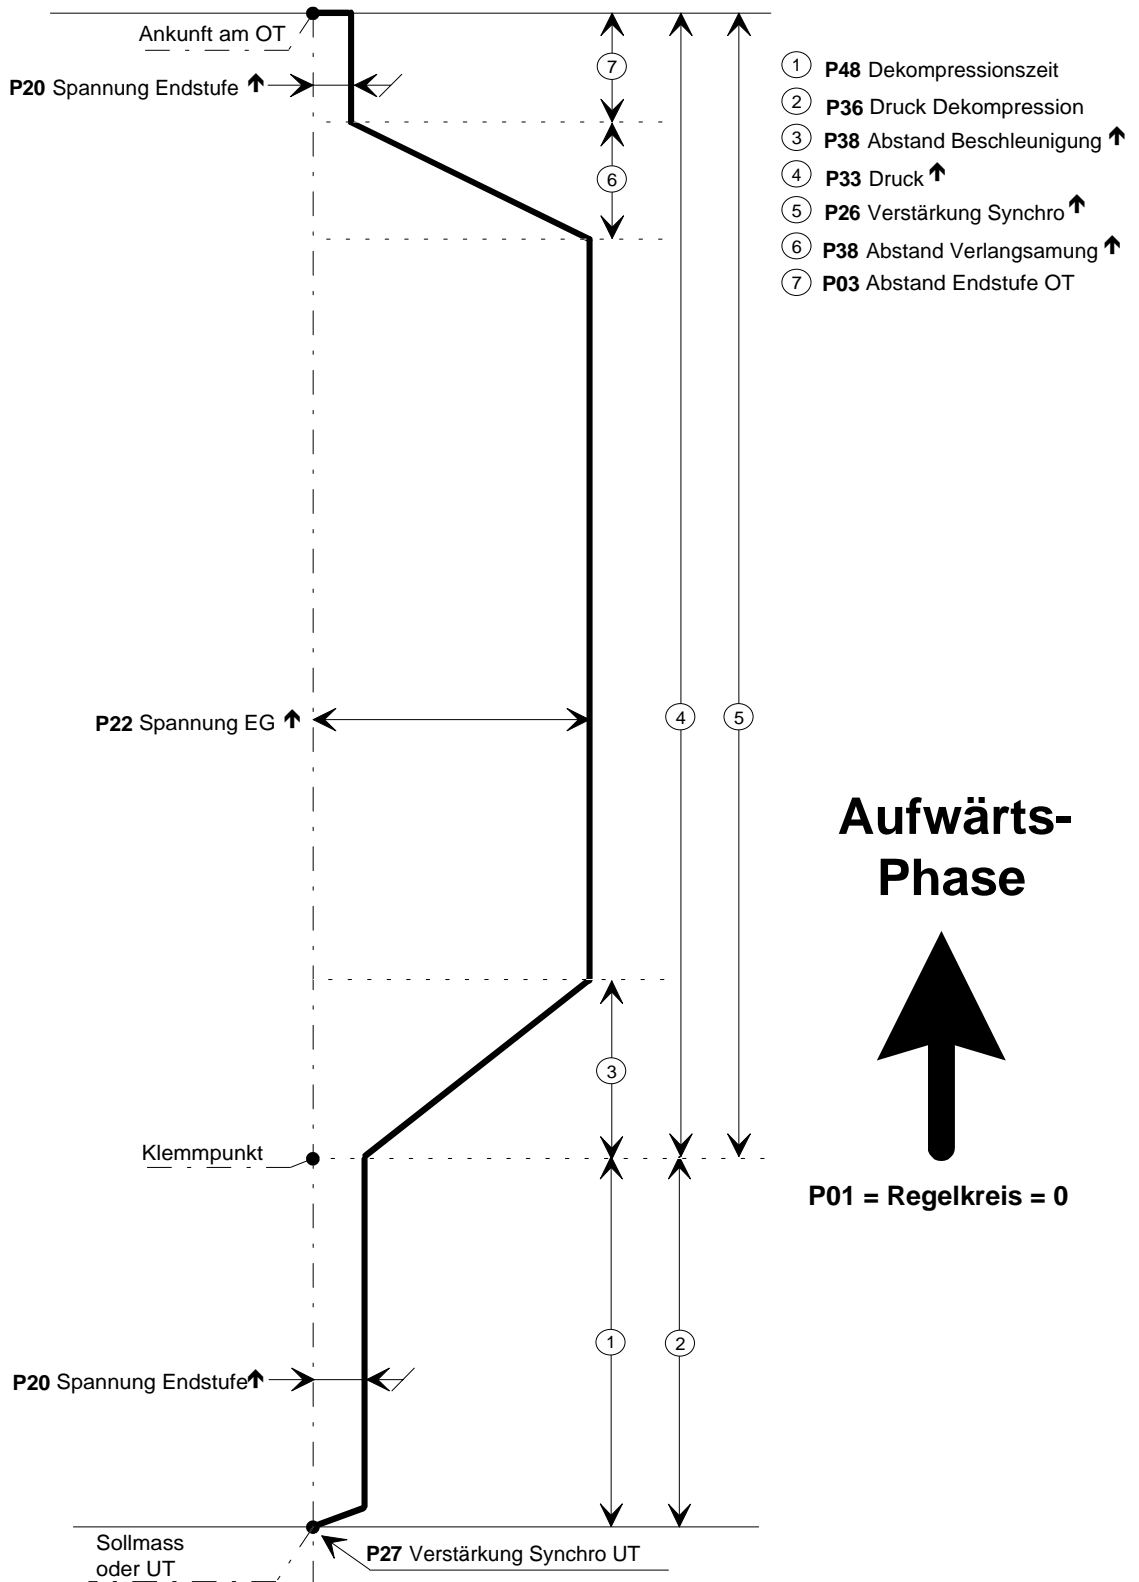 Ankunft am OT
P20 Spannung Endstufe ↑
7
6
1 P48 Dekompressionszeit
2 P36 Druck Dekompression
3 P38 Abstand Beschleunigung ↑
4 P33 Druck ↑
5 P26 Verstärkung Synchro ↑
6 P38 Abstand Verlangsamung ↑
7 P03 Abstand Endstufe OT
P22 Spannung EG ↑
4
5
Aufwärts-
Phase
3
Klemmpunkt
P01 = Regelkreis = 0
1
2
P20 Spannung Endstufe ↑
Sollmass
oder UT
P27 Verstärkung Synchro UT